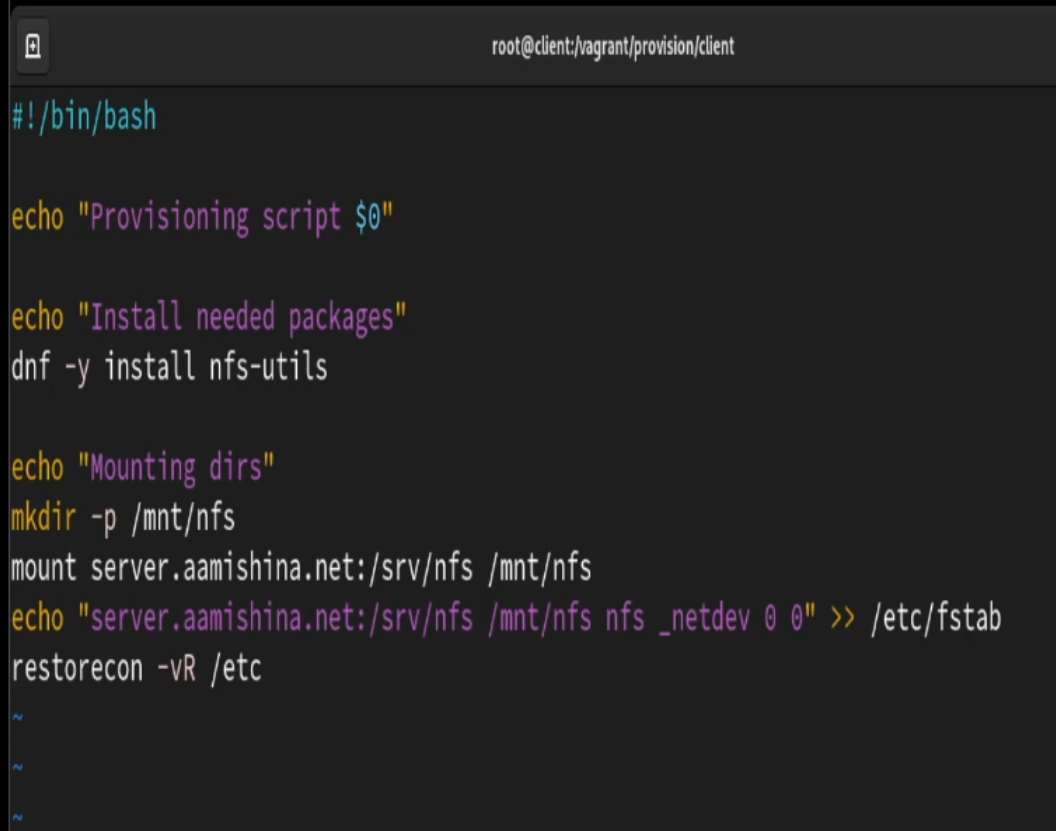 root@client:/vagrant/provision/client
#!/bin/bash
echo "Provisioning script $0"
echo "Install needed packages"
dnf -y install nfs-utils
echo "Mounting dirs"
mkdir -p /mnt/nfs
mount server.aamishina.net:/srv/nfs /mnt/nfs
echo "server.aamishina.net:/srv/nfs /mnt/nfs nfs _netdev 0 0" >> /etc/fstab
restorecon -vR /etc
~
~
~